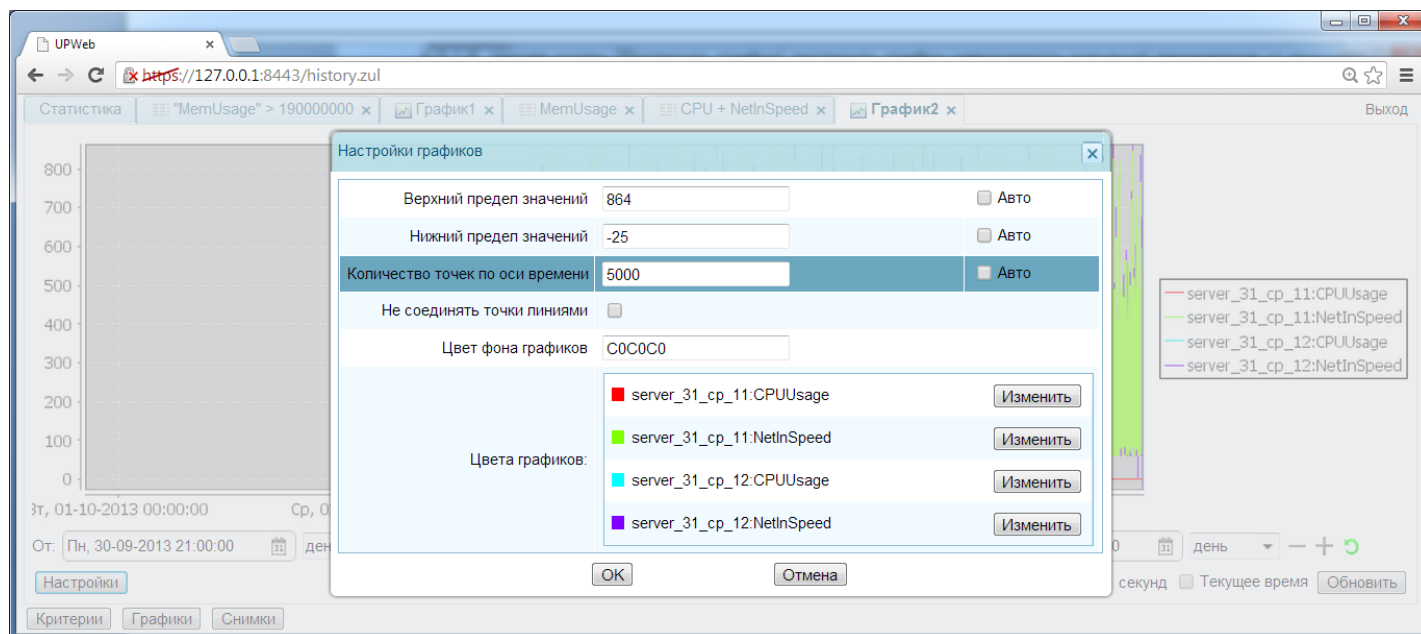 UPWeb
https://127.0.0.1:8443/history.zul
Статистика "MemUsage" > 190000000 График1 MemUsage CPU + NetInSpeed График2 Выход
Настройки графиков
Верхний предел значений 864 Авто
Нижний предел значений -25 Авто
Количество точек по оси времени 5000 Авто
Не соединять точки линиями
Цвет фона графиков C0C0C0
Цвета графиков:
server_31_cp_11:CPUUsage Изменить
server_31_cp_11:NetInSpeed Изменить
server_31_cp_12:CPUUsage Изменить
server_31_cp_12:NetInSpeed Изменить
OK Отмена
800
700
600
500
400
300
200
100
0
server_31_cp_11:CPUUsage
server_31_cp_11:NetInSpeed
server_31_cp_12:CPUUsage
server_31_cp_12:NetInSpeed
Вт, 01-10-2013 00:00:00 Ср, 0
От: Пн, 30-09-2013 21:00:00 31 ден 0 31 день
Настройки секунд Текущее время Обновить
Критерии Графики Снимки